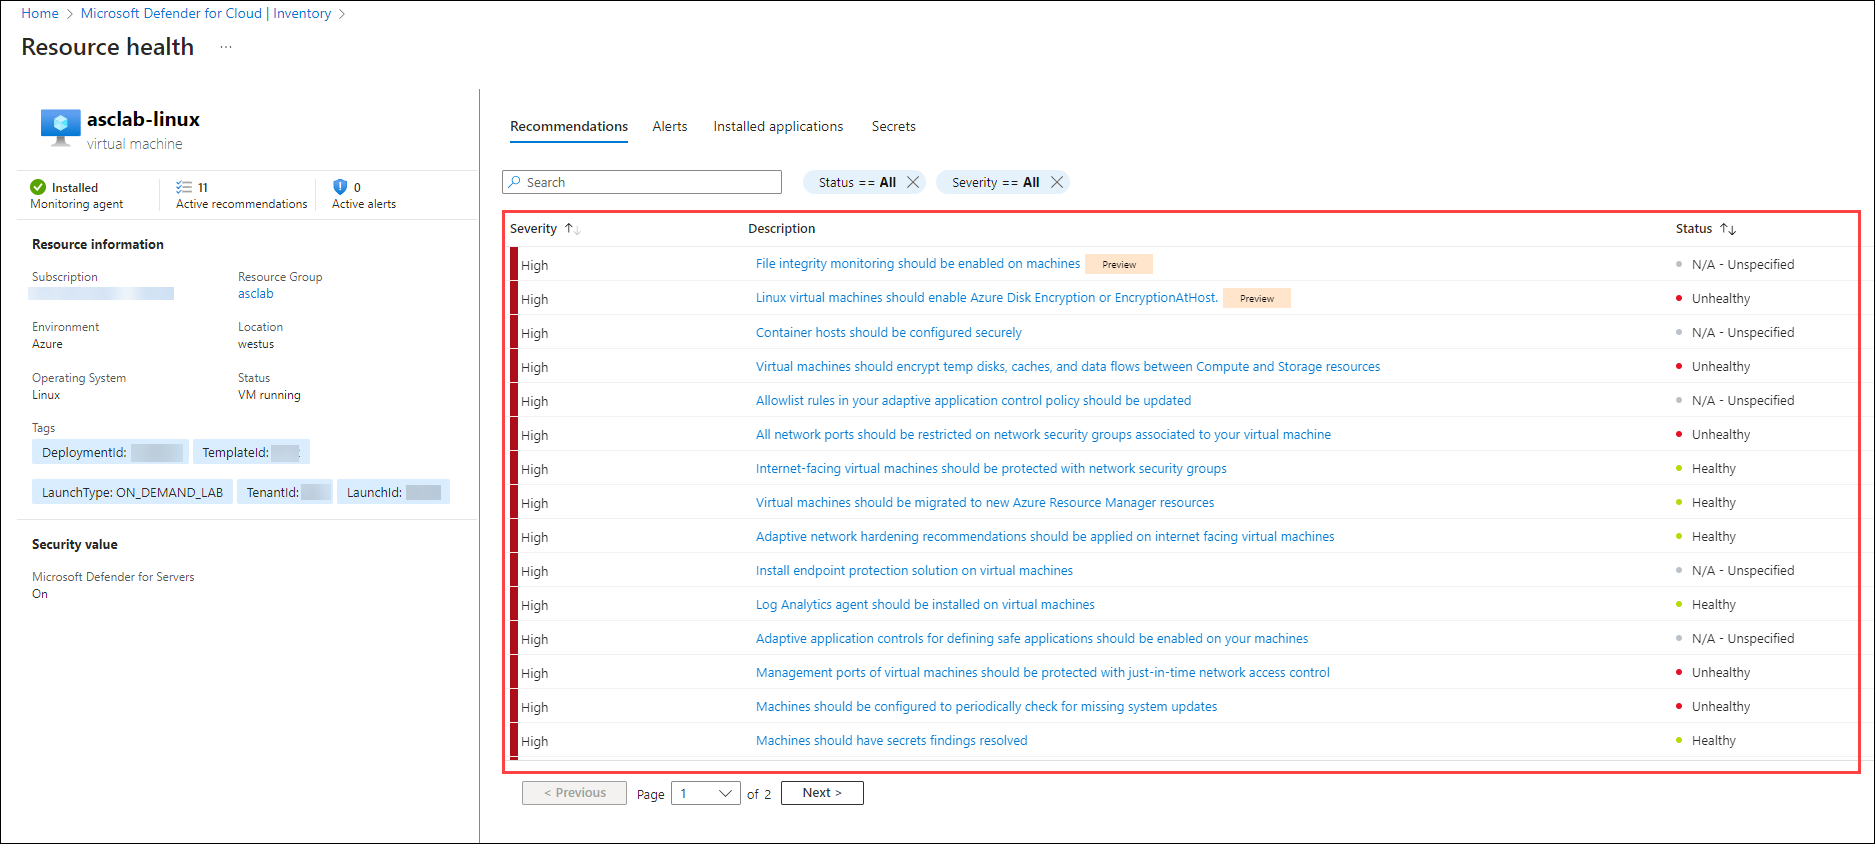 Home > Microsoft Defender for Cloud | Inventory >
Resource health ...
asclab-linux
virtual machine
Installed
Monitoring agent
11
Active recommendations
0
Active alerts
Resource information
Subscription
Resource Group
asclab
Environment
Azure
Location
westus
Operating System
Linux
Status
VM running
Tags
DeploymentId:
TemplateId:
LaunchType: ON_DEMAND_LAB
TenantId:
LaunchId:
Security value
Microsoft Defender for Servers
On
Recommendations Alerts Installed applications Secrets
Search
Status == All
Severity == All
Severity Description Status
High File integrity monitoring should be enabled on machines Preview N/A - Unspecified
High Linux virtual machines should enable Azure Disk Encryption or EncryptionAtHost. Preview Unhealthy
High Container hosts should be configured securely N/A - Unspecified
High Virtual machines should encrypt temp disks, caches, and data flows between Compute and Storage resources Unhealthy
High Allowlist rules in your adaptive application control policy should be updated N/A - Unspecified
High All network ports should be restricted on network security groups associated to your virtual machine Unhealthy
High Internet-facing virtual machines should be protected with network security groups Healthy
High Virtual machines should be migrated to new Azure Resource Manager resources Healthy
High Adaptive network hardening recommendations should be applied on internet facing virtual machines Healthy
High Install endpoint protection solution on virtual machines N/A - Unspecified
High Log Analytics agent should be installed on virtual machines Healthy
High Adaptive application controls for defining safe applications should be enabled on your machines N/A - Unspecified
High Management ports of virtual machines should be protected with just-in-time network access control Unhealthy
High Machines should be configured to periodically check for missing system updates Unhealthy
High Machines should have secrets findings resolved Healthy
< Previous Page 1 of 2 Next >